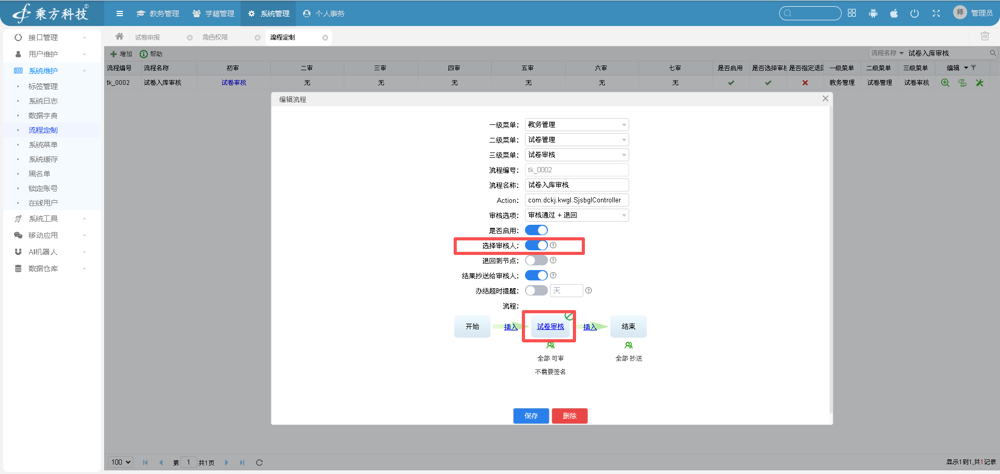 乘方科技
教务管理
学籍管理
系统管理
个人事务
师
管理员
接口管理
用户维护
系统维护
标签管理
系统日志
数据字典
流程定制
系统菜单
系统缓存
黑名单
锁定账号
在线用户
系统工具
移动应用
AI机器人
数据仓库
试卷申报
角色权限
流程定制
增加
帮助
流程名称
试卷入库审核
流程编号 流程名称 初审 二审 三审 四审 五审 六审 七审 是否启用 是否选择审核 是否指定退回 一级菜单 二级菜单 三级菜单 编辑
tk_0002 试卷入库审核 试卷审核 无 无 无 无 无 无 教务管理 试卷管理 试卷审核
编辑流程
一级菜单: 教务管理
二级菜单: 试卷管理
三级菜单: 试卷审核
流程编号: tk_0002
流程名称: 试卷入库审核
Action: com.dckj.kwgl.SjsbglController
审核选项: 审核通过 + 退回
是否启用:
选择审核人:
退回到节点:
结果抄送给审核人:
办结超时提醒: 天
流程:
开始 插入 试卷审核 插入 结束
全部 可审 全部 抄送
不需要签名
保存 删除
100 第 1 共1页
显示1到1,共1记录